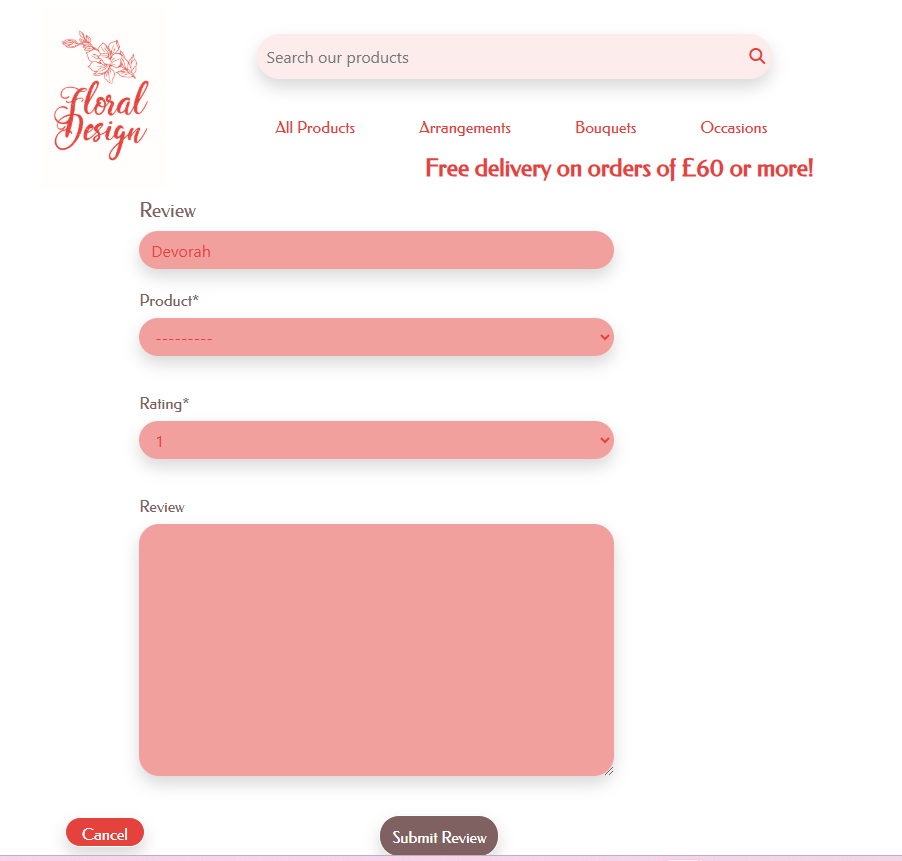 Floral
Design
Search our products
All Products Arrangements Bouquets Occasions
Free delivery on orders of £60 or more!
Review
Devorah
Product*
---------
Rating*
1
Review
Cancel Submit Review